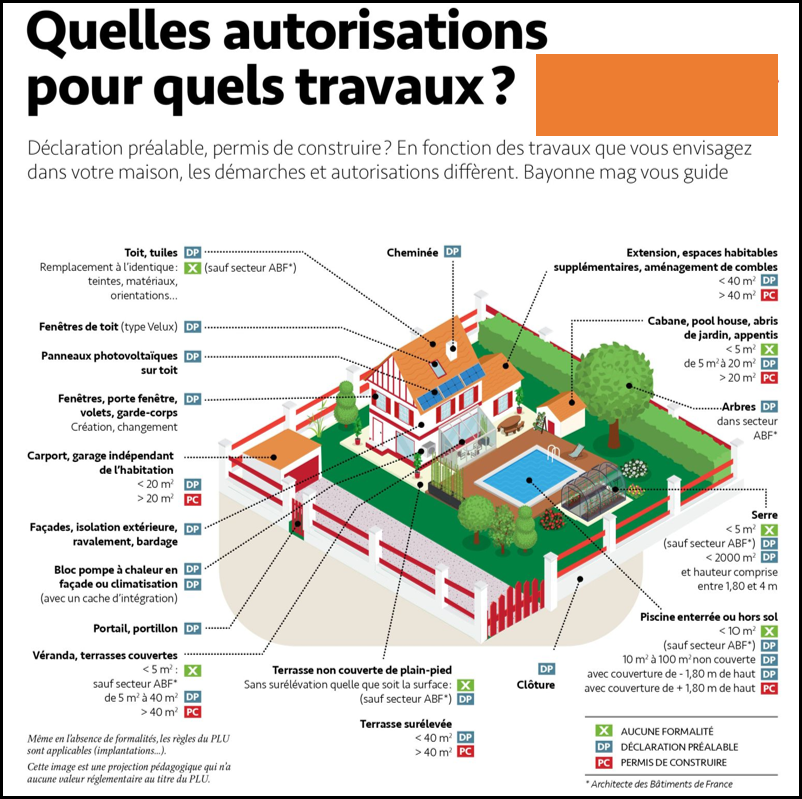 Quelles autorisations
pour quels travaux ?
Déclaration préalable, permis de construire ? En fonction des travaux que vous envisagez
dans votre maison, les démarches et autorisations diffèrent. Bayonne mag vous guide
Toit, tuiles DP
Remplacement à l'identique : X (sauf secteur ABF*)
teintes, matériaux,
orientations...
Fenêtres de toit (type Velux) DP
Panneaux photovoltaïques DP
sur toit
Fenêtres, porte fenêtre, DP
volets, garde-corps
Création, changement
Carport, garage indépendant
de l'habitation
< 20 m² DP
> 20 m² PC
Façades, isolation extérieure, DP
ravalement, bardage
Bloc pompe à chaleur en DP
façade ou climatisation DP
(avec un cache d'intégration)
Portail, portillon DP
Véranda, terrasses couvertes
< 5 m² : X
sauf secteur ABF*
de 5 m² à 40 m² DP
> 40 m² PC
Même en l'absence de formalités, les règles du PLU
sont applicables (implantations...).
Cette image est une projection pédagogique qui n'a
aucune valeur réglementaire au titre du PLU.
Cheminée DP
Terrasse non couverte de plain-pied
Sans surélévation quelle que soit la surface : X
(sauf secteur ABF*) DP
Terrasse surélevée
< 40 m² DP
> 40 m² PC
DP
Clôture
Extension, espaces habitables
supplémentaires, aménagement de combles
< 40 m² DP
> 40 m² PC
Cabane, pool house, abris
de jardin, appentis
< 5 m² X
de 5 m² à 20 m² DP
> 20 m² PC
Arbres DP
dans secteur
ABF*
Serre
< 5 m² X
(sauf secteur ABF*) DP
< 2000 m² DP
et hauteur comprise
entre 1,80 et 4 m
Piscine enterrée ou hors sol
< 10 m² X
(sauf secteur ABF*) DP
10 m² à 100 m² non couverte DP
avec couverture de - 1,80 m de haut DP
avec couverture de + 1,80 m de haut PC
X AUCUNE FORMALITÉ
DP DÉCLARATION PRÉALABLE
PC PERMIS DE CONSTRUIRE
* Architecte des Bâtiments de France